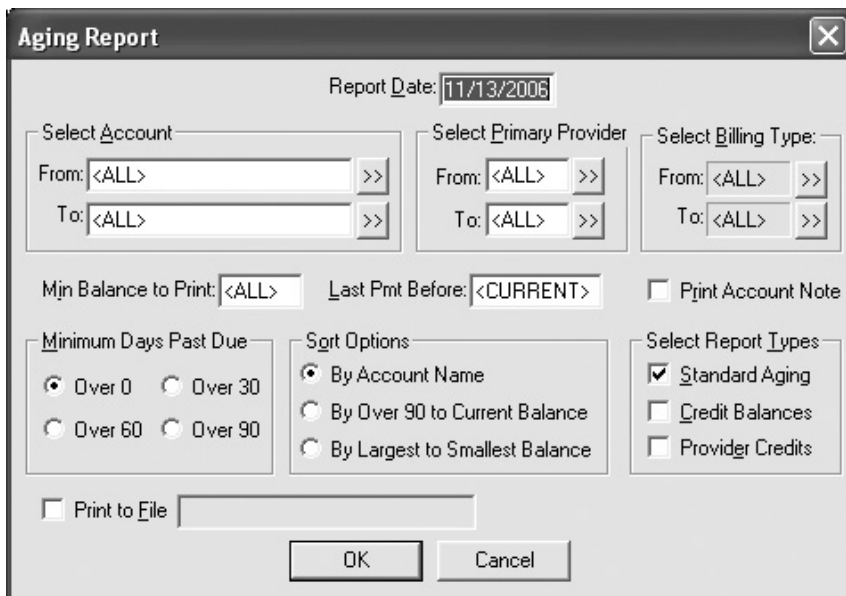 Aging Report
Report Date: 11/13/2006
Select Account
From: <ALL> >>
To: <ALL> >>
Select Primary Provider
From: <ALL> >>
To: <ALL> >>
Select Billing Type:
From: <ALL> >>
To: <ALL> >>
Min Balance to Print: <ALL>
Last Pmt Before: <CURRENT>
Print Account Note
Minimum Days Past Due
Over 0 Over 30
Over 60 Over 90
Sort Options
By Account Name
By Over 90 to Current Balance
By Largest to Smallest Balance
Select Report Types
Standard Aging
Credit Balances
Provider Credits
Print to File
OK Cancel